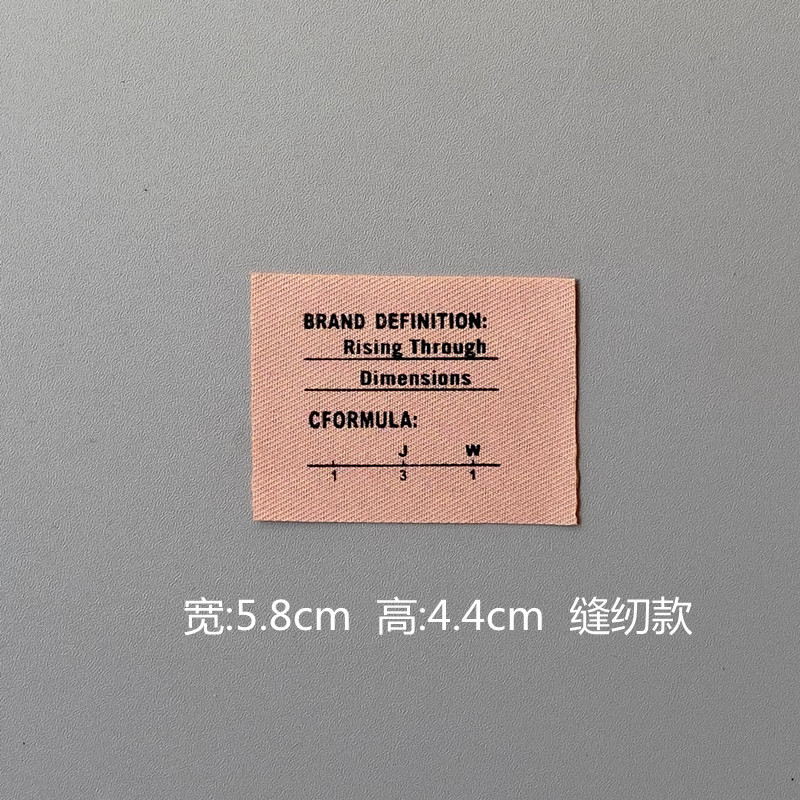 BRAND DEFINITION:
Rising Through
Dimensions
CFORMULA:
J W
1 3 1
宽:5.8cm 高:4.4cm 缝纫款